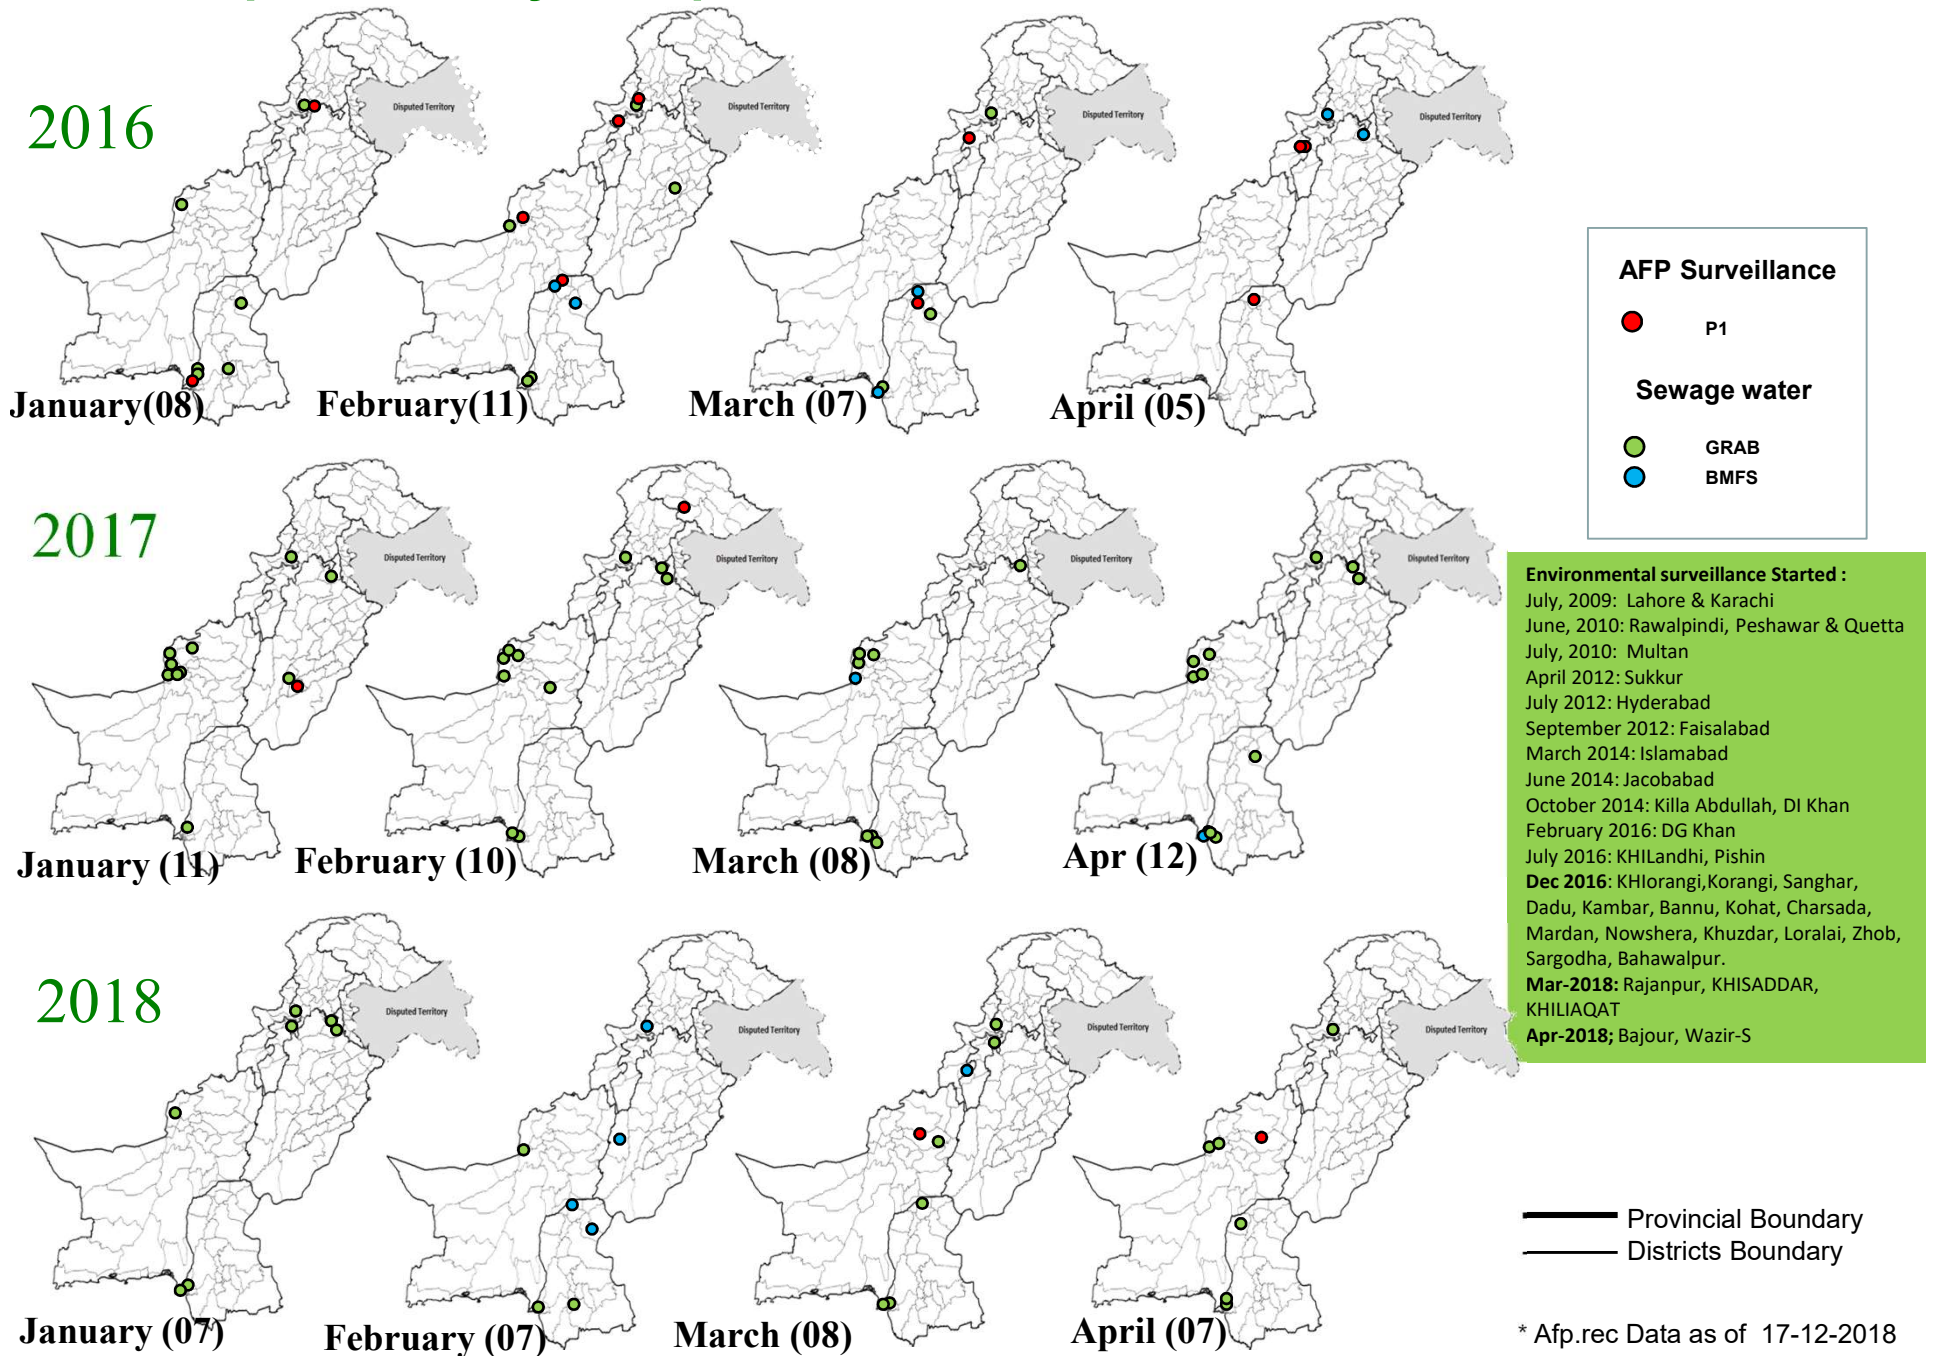 2016
Disputed Territory
Disputed Territory
Disputed Territory
Disputed Territory
January(08)
February(11)
March (07)
April (05)
AFP Surveillance
P1
Sewage water
GRAB
BMFS
2017
Disputed Territory
Disputed Territory
Disputed Territory
Disputed Territory
January (11)
February (10)
March (08)
Apr (12)
Environmental surveillance Started :
July, 2009: Lahore & Karachi
June, 2010: Rawalpindi, Peshawar & Quetta
July, 2010: Multan
April 2012: Sukkur
July 2012: Hyderabad
September 2012: Faisalabad
March 2014: Islamabad
June 2014: Jacobabad
October 2014: Killa Abdullah, DI Khan
February 2016: DG Khan
July 2016: KHILandhi, Pishin
Dec 2016: KHIorangi,Korangi, Sanghar,
Dadu, Kambar, Bannu, Kohat, Charsada,
Mardan, Nowshera, Khuzdar, Loralai, Zhob,
Sargodha, Bahawalpur.
Mar-2018: Rajanpur, KHISADDAR,
KHILIAQAT
Apr-2018; Bajour, Wazir-S
2018
Disputed Territory
Disputed Territory
Disputed Territory
Disputed Territory
January (07)
February (07)
March (08)
April (07)
Provincial Boundary
Districts Boundary
* Afp.rec Data as of 17-12-2018